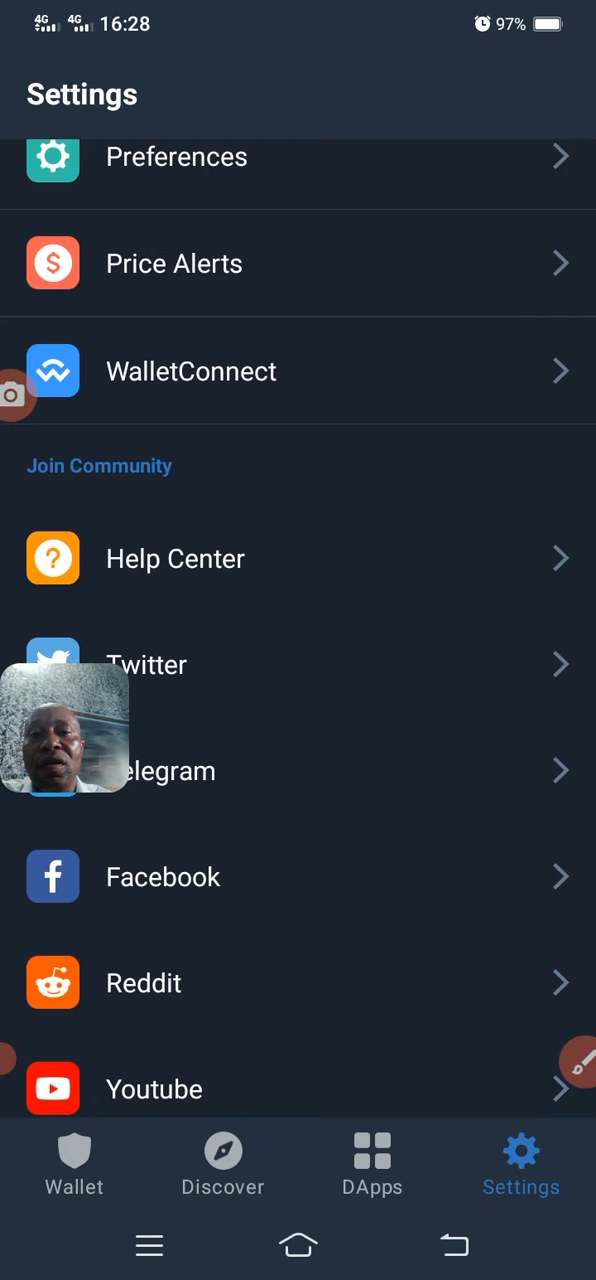 4G 4G 16:28 97%
Settings
Preferences
Price Alerts
WalletConnect
Join Community
Help Center
Twitter
elegram
Facebook
Reddit
Youtube
Wallet Discover DApps Settings